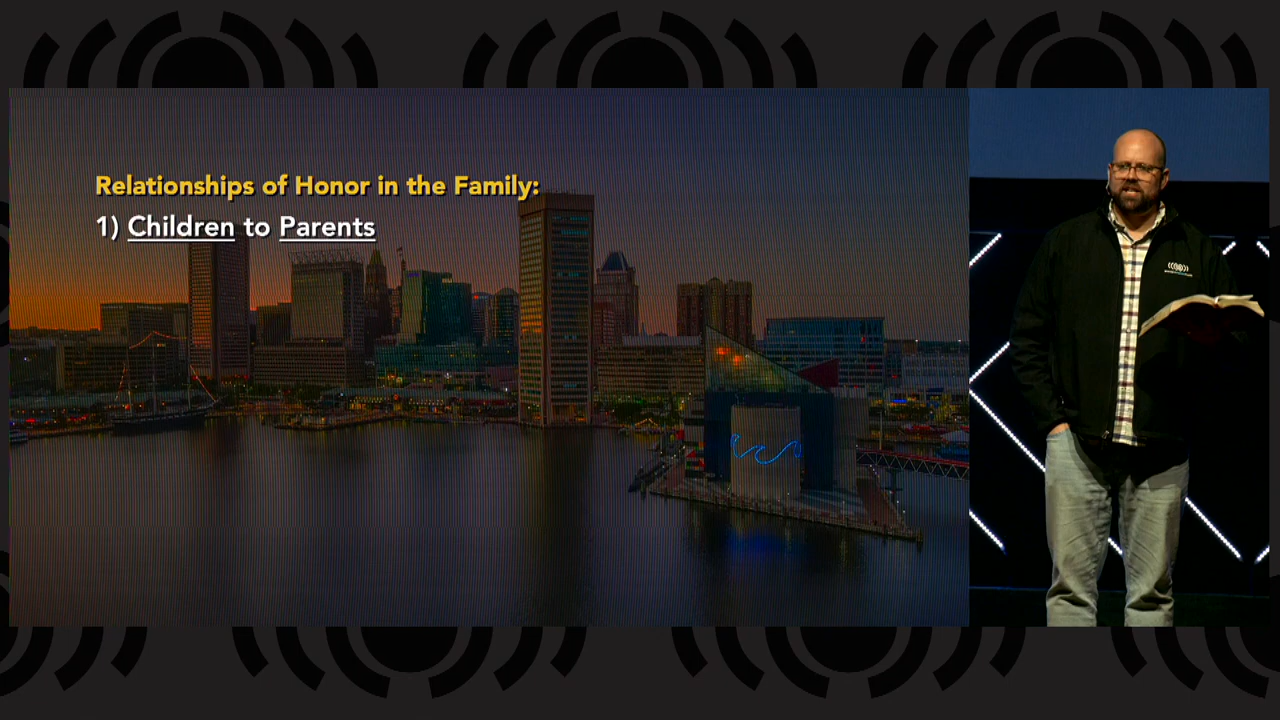 Relationships of Honor in the Family:
1) Children to Parents